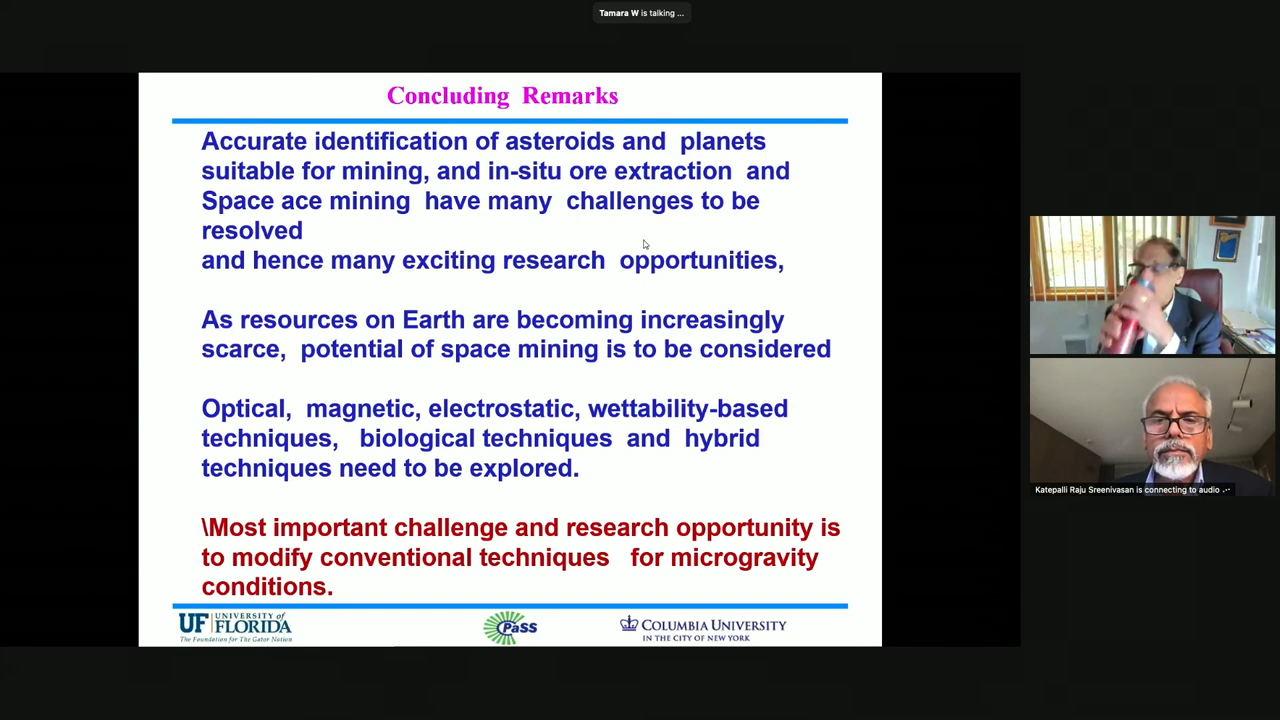 Tamara W is talking ...
Concluding Remarks
Accurate identification of asteroids and planets
suitable for mining, and in-situ ore extraction and
Space ace mining have many challenges to be
resolved
and hence many exciting research opportunities,
As resources on Earth are becoming increasingly
scarce, potential of space mining is to be considered
Optical, magnetic, electrostatic, wettability-based
techniques, biological techniques and hybrid
techniques need to be explored.
\Most important challenge and research opportunity is
to modify conventional techniques for microgravity
conditions.
UF UNIVERSITY of
FLORIDA
The Foundation for The Gator Nation
CPaSS
COLUMBIA UNIVERSITY
IN THE CITY OF NEW YORK
Katepalli Raju Sreenivasan is connecting to audio ...